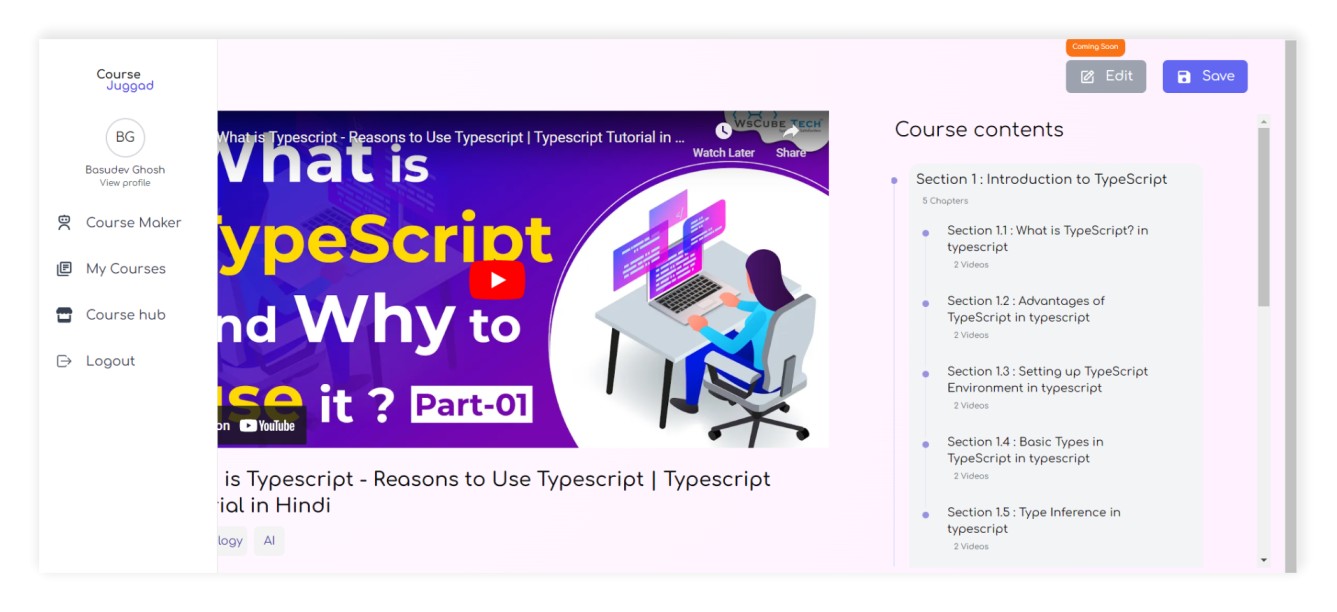 Course
Juggad
BG
Basudev Ghosh
View profile
Course Maker
My Courses
Course hub
Logout
Coming Soon
Edit
Save
What is Typescript - Reasons to Use Typescript | Typescript Tutorial in ...
Watch Later
Share
WsCube Tech
What is
ypeScript
nd Why to
use it ? Part-01
on YouTube
is Typescript - Reasons to Use Typescript | Typescript
rial in Hindi
logy
AI
Course contents
Section 1 : Introduction to TypeScript
5 Chapters
Section 1.1 : What is TypeScript? in
typescript
2 Videos
Section 1.2 : Advantages of
TypeScript in typescript
2 Videos
Section 1.3 : Setting up TypeScript
Environment in typescript
2 Videos
Section 1.4 : Basic Types in
TypeScript in typescript
2 Videos
Section 1.5 : Type Inference in
typescript
2 Videos